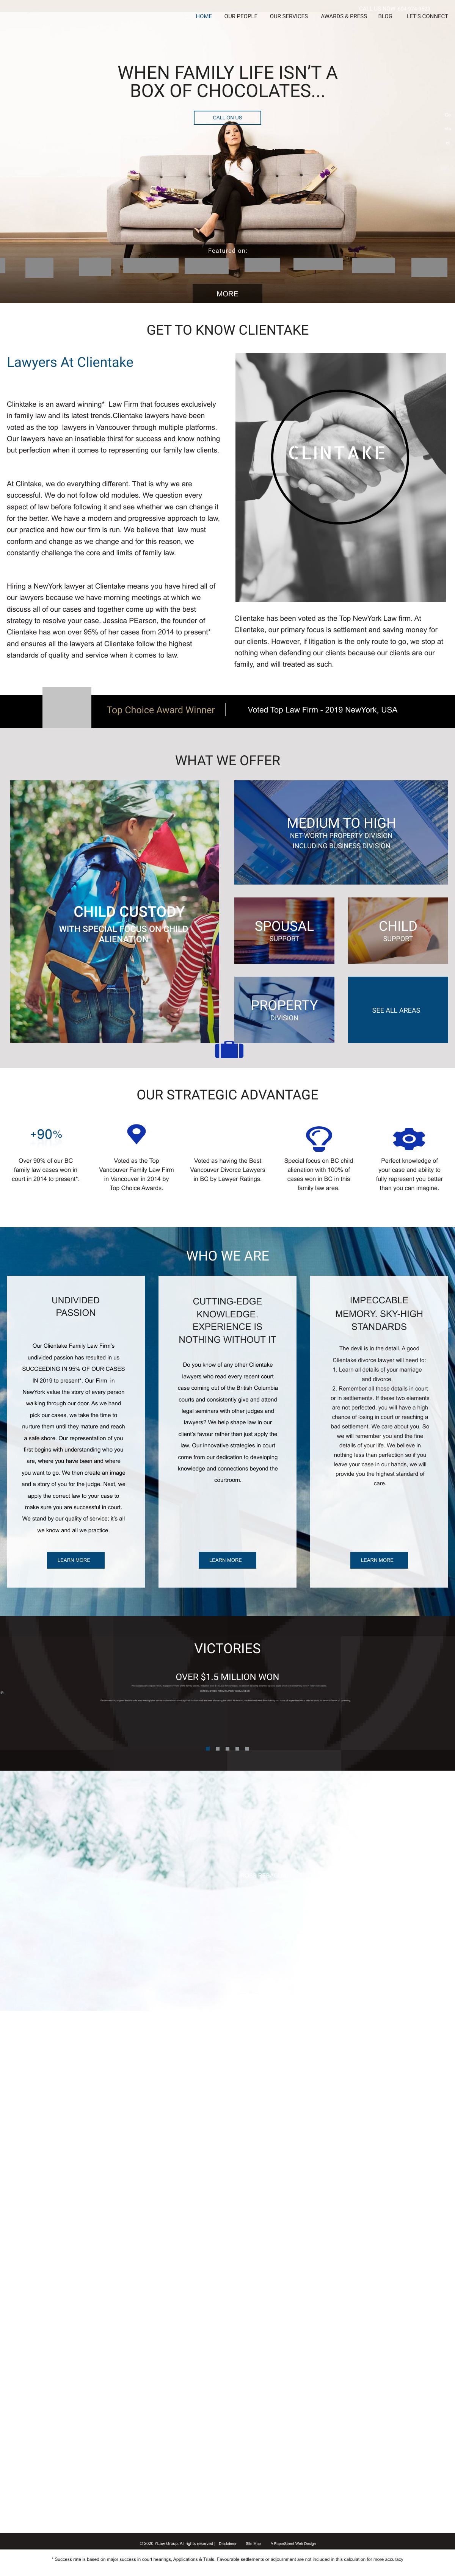 HOME OUR PEOPLE OUR SERVICES AWARDS & PRESS BLOG LET'S CONNECT
WHEN FAMILY LIFE ISN'T A
BOX OF CHOCOLATES...
CALL ON US
Featured on:
MORE
GET TO KNOW CLIENTAKE
Lawyers At Clientake
Clinktake is an award winning* Law Firm that focuses exclusively
in family law and its latest trends.Clientake lawyers have been
voted as the top lawyers in Vancouver through multiple platforms.
Our lawyers have an insatiable thirst for success and know nothing
but perfection when it comes to representing our family law clients.
At Clintake, we do everything different. That is why we are
successful. We do not follow old modules. We question every
aspect of law before following it and see whether we can change it
for the better. We have a modern and progressive approach to law,
our practice and how our firm is run. We believe that law must
conform and change as we change and for this reason, we
constantly challenge the core and limits of family law.
Hiring a NewYork lawyer at Clientake means you have hired all of
our lawyers because we have morning meetings at which we
discuss all of our cases and together come up with the best
strategy to resolve your case. Jessica PEarson, the founder of
Clientake has won over 95% of her cases from 2014 to present*
and ensures all the lawyers at Clientake follow the highest
standards of quality and service when it comes to law.
CLINTAKE
Clientake has been voted as the Top NewYork Law firm. At
Clientake, our primary focus is settlement and saving money for
our clients. However, if litigation is the only route to go, we stop at
nothing when defending our clients because our clients are our
family, and will treated as such.
Top Choice Award Winner
Voted Top Law Firm - 2019 NewYork, USA
WHAT WE OFFER
CHILD CUSTODY
WITH SPECIAL FOCUS ON CHILD
ALIENATION
MEDIUM TO HIGH
NET-WORTH PROPERTY DIVISION
INCLUDING BUSINESS DIVISION
SPOUSAL
SUPPORT
CHILD
SUPPORT
PROPERTY
DIVISION
SEE ALL AREAS
OUR STRATEGIC ADVANTAGE
+90%
Over 90% of our BC
family law cases won in
court in 2014 to present*.
Voted as the Top
Vancouver Family Law Firm
in Vancouver in 2014 by
Top Choice Awards.
Voted as having the Best
Vancouver Divorce Lawyers
in BC by Lawyer Ratings.
Special focus on BC child
alienation with 100% of
cases won in BC in this
family law area.
Perfect knowledge of
your case and ability to
fully represent you better
than you can imagine.
WHO WE ARE
UNDIVIDED
PASSION
Our Clientake Family Law Firm's
undivided passion has resulted in us
SUCCEEDING IN 95% OF OUR CASES
IN 2019 to present*. Our Firm in
NewYork value the story of every person
walking through our door. As we hand
pick our cases, we take the time to
nurture them until they mature and reach
a safe shore. Our representation of you
first begins with understanding who you
are, where you have been and where
you want to go. We then create an image
and a story of you for the judge. Next, we
apply the correct law to your case to
make sure you are successful in court.
We stand by our quality of service; it's all
we know and all we practice.
LEARN MORE
CUTTING-EDGE
KNOWLEDGE.
EXPERIENCE IS
NOTHING WITHOUT IT
Do you know of any other Clientake
lawyers who read every recent court
case coming out of the British Columbia
courts and consistently give and attend
legal seminars with other judges and
lawyers? We help shape law in our
client's favour rather than just apply the
law. Our innovative strategies in court
come from our dedication to developing
knowledge and connections beyond the
courtroom.
LEARN MORE
IMPECCABLE
MEMORY. SKY-HIGH
STANDARDS
The devil is in the detail. A good
Clientake divorce lawyer will need to:
1. Learn all details of your marriage
and divorce,
2. Remember all those details in court
or in settlements. If these two elements
are not perfected, you will have a high
chance of losing in court or reaching a
bad settlement. We care about you. So
we will remember you and the fine
details of your life. We believe in
nothing less than perfection so if you
leave your case in our hands, we will
provide you the highest standard of
care.
LEARN MORE
VICTORIES
OVER $1.5 MILLION WON
© 2020 YLaw Group. All rights reserved | Disclaimer Site Map A PaperStreet Web Design
* Success rate is based on major success in court hearings, Applications & Trials. Favourable settlements or adjournment are not included in this calculation for more accuracy